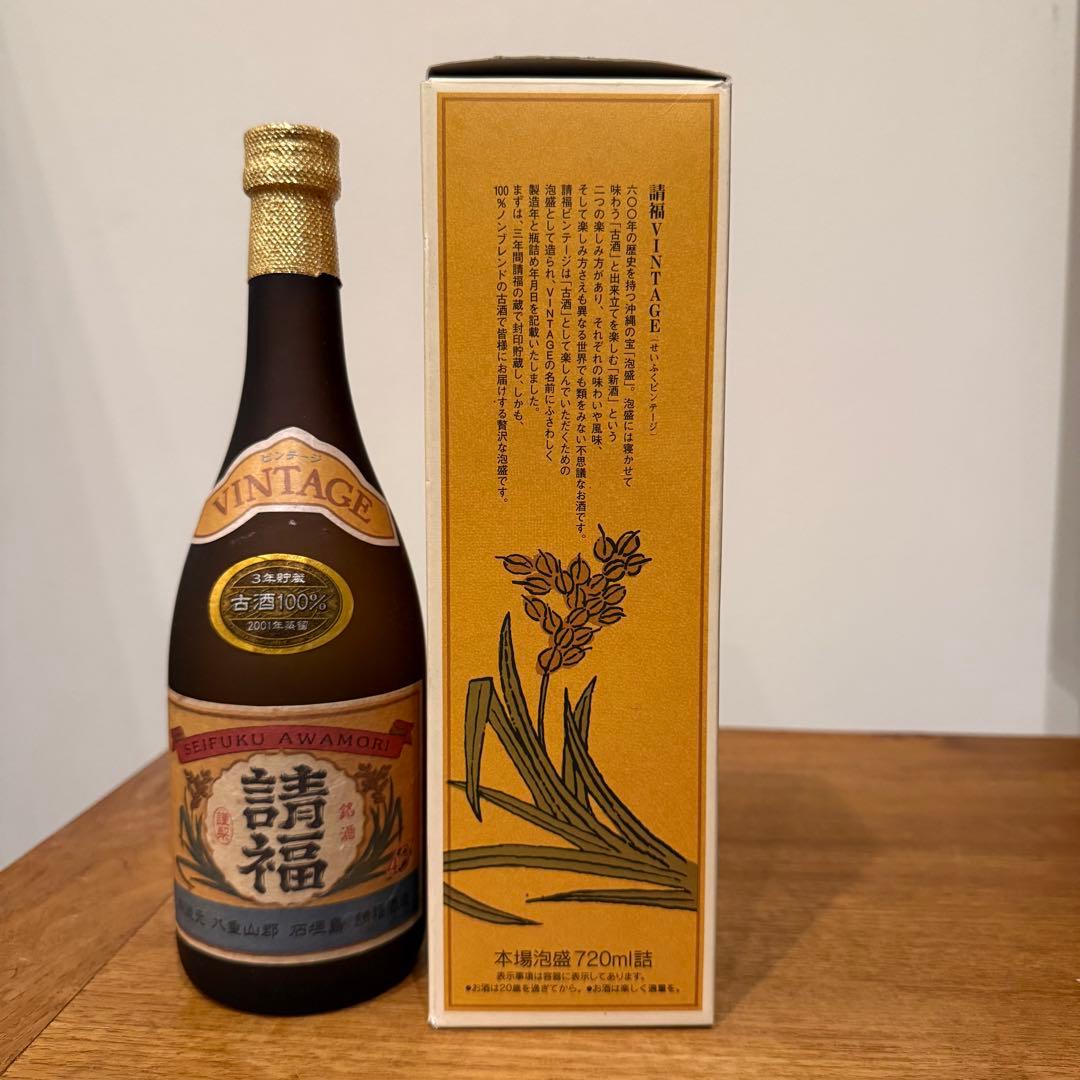 ビンテージ
VINTAGE
3年貯蔵
古酒100%
2001年蒸留
SEIFUKU AWAMORI
請福
銘酒
謹製
八重山郡 石垣島
請福VINTAGE(せいふくビンテージ)
六〇〇年の歴史を持つ沖縄の宝「泡盛」。泡盛には寝かせて
味わう「古酒」と出来立てを楽しむ「新酒」という
二つの楽しみ方があり、それぞれの味わいや風味、
そして楽しみ方さえも異なる世界でも類をみない不思議なお酒です。
請福ビンテージは「古酒」として楽しんでいただくための
泡盛として造られ、VINTAGEの名前にふさわしく
製造年と瓶詰め年月日を記載いたしました。
まずは、三年間請福の蔵で封印貯蔵し、しかも、
100%ノンブレンドの古酒で皆様にお届けする贅沢な泡盛です。
本場泡盛720ml詰
表示事項は容器に表示してあります。
●お酒は20歳を過ぎてから。●お酒は楽しく適量を。